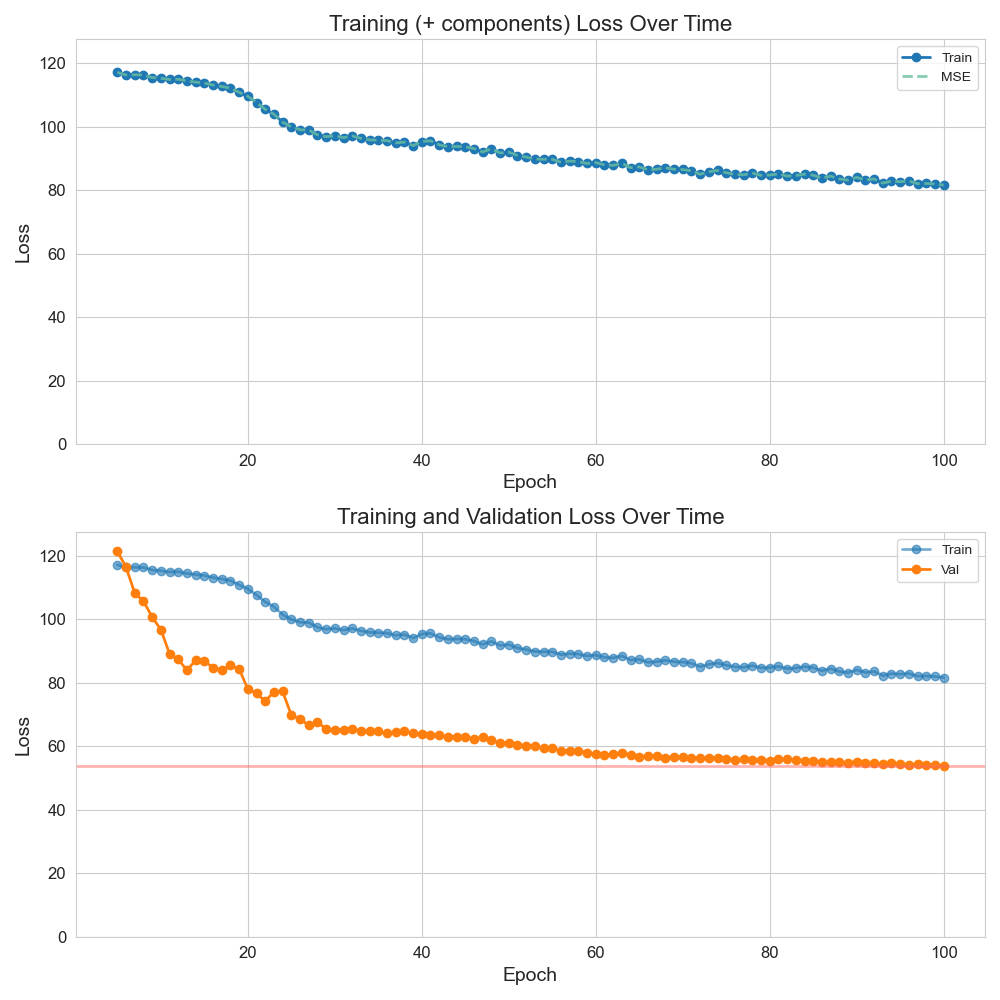 Training (+ components) Loss Over Time
Train
MSE
120
100
80
60
40
20
0
Loss
20 40 60 80 100
Epoch
Training and Validation Loss Over Time
Train
Val
120
100
80
60
40
20
0
Loss
20 40 60 80 100
Epoch